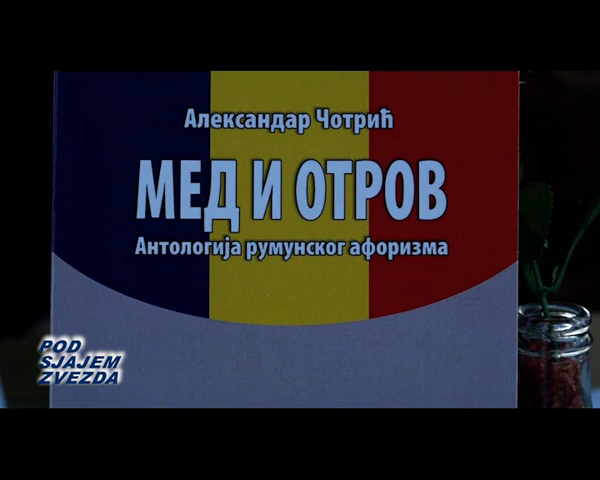 Александар Чотрић
МЕД И ОТРОВ
Антологија румунског афоризма
POD
SJAJEM
ZVEZDA